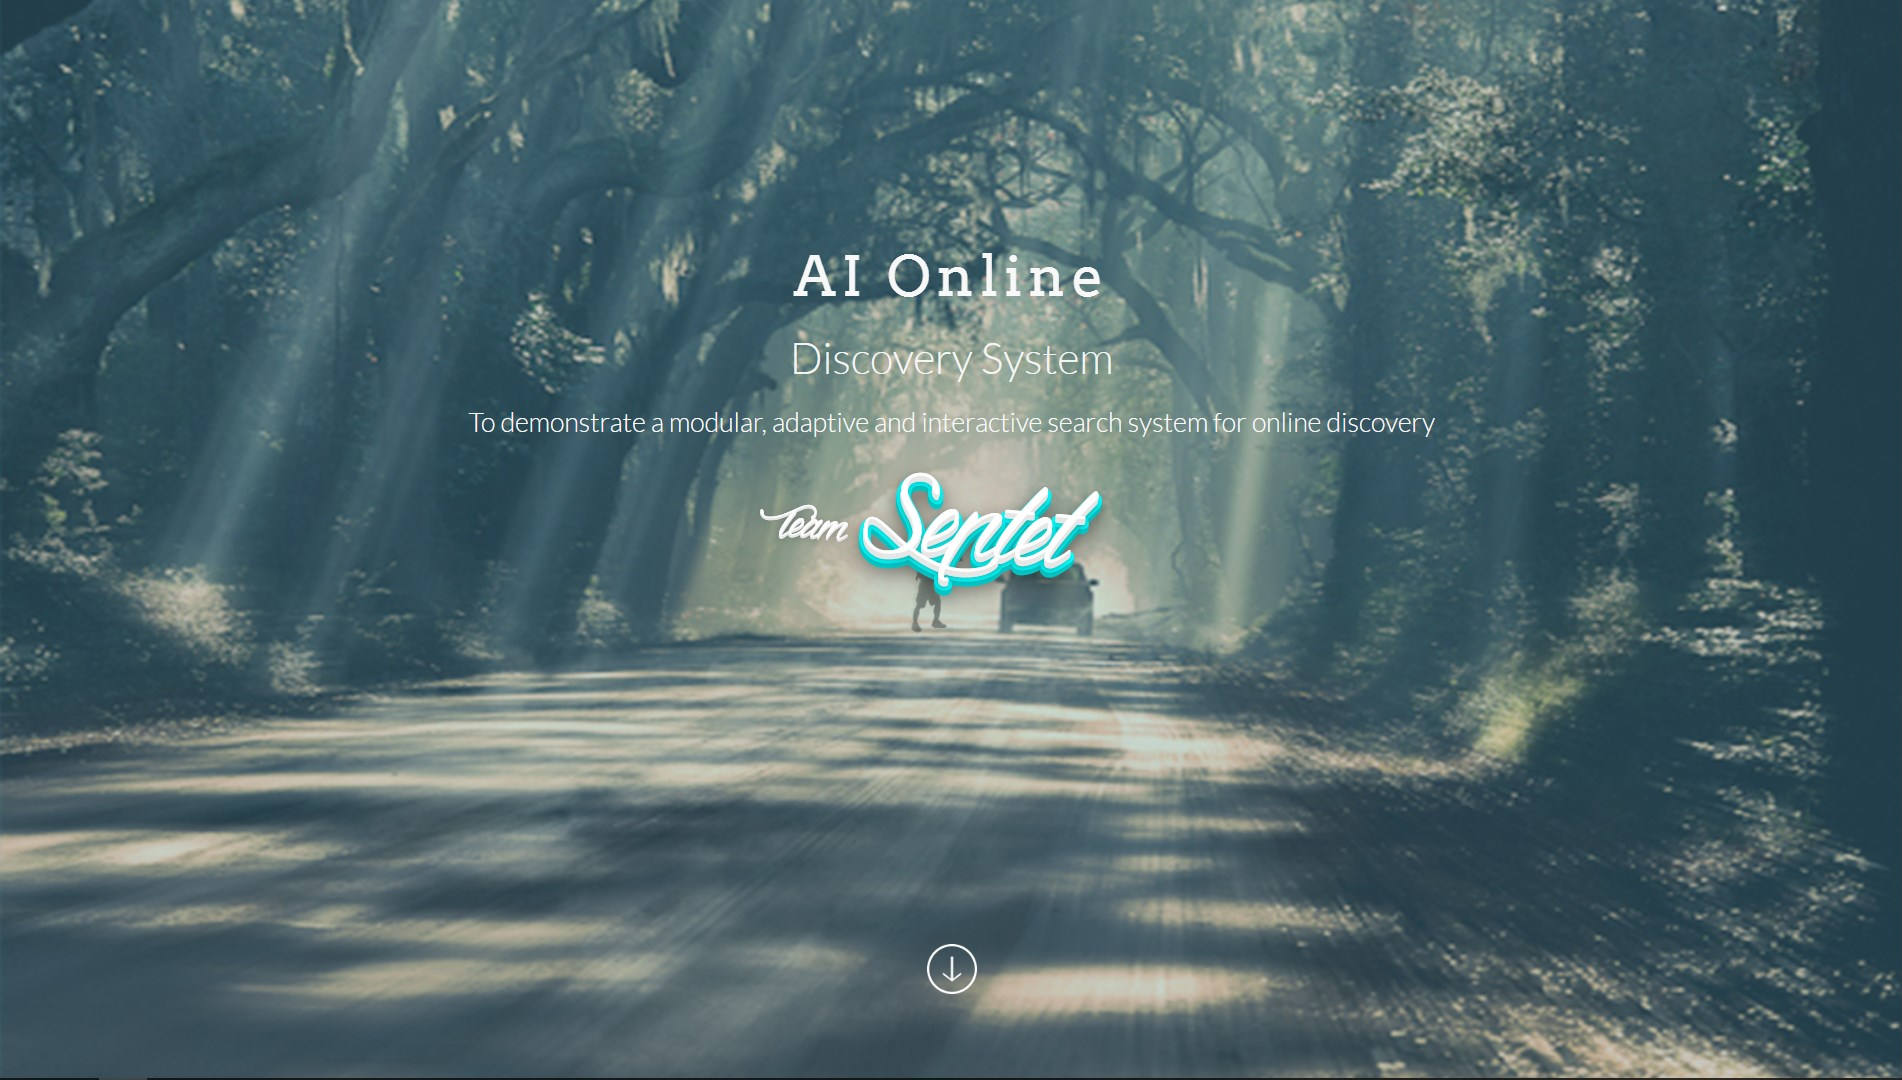 AI Online
Discovery System
To demonstrate a modular, adaptive and interactive search system for online discovery
Team Septet